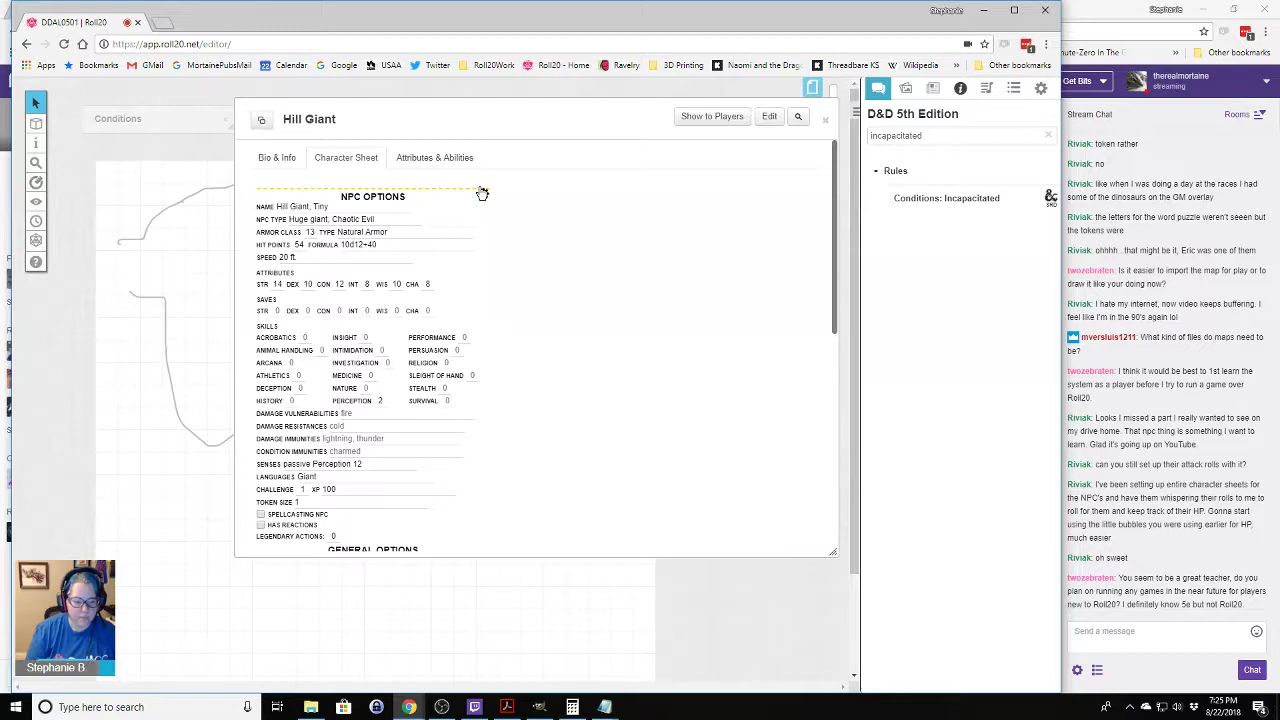 Stephanie
Stephanie
DDAL0501 | Roll20
https://app.roll20.net/editor/
Apps
Bookmarks
GMail
MortainePubsMail
Calendar
Google
USAA
Twitter
Roll20Work
Roll20 - Home
Ravelry
3D Printing
Naomi and the Drago
Threadbare KS
Wikipedia
»
Other bookmarks
ute-Zero In The
»
Other bookmarks
Conditions
Hill Giant
Show to Players
Edit
Bio & Info
Character Sheet
Attributes & Abilities
NPC OPTIONS
NAME Hill Giant, Tiny
NPC TYPE Huge giant, Chaotic Evil
ARMOR CLASS 13 TYPE Natural Armor
HIT POINTS 54 FORMULA 10d12+40
SPEED 20 ft.
ATTRIBUTES
STR 14 DEX 10 CON 12 INT 8 WIS 10 CHA 8
SAVES
STR 0 DEX 0 CON 0 INT 0 WIS 0 CHA 0
SKILLS
ACROBATICS 0 INSIGHT 0 PERFORMANCE 0
ANIMAL HANDLING 0 INTIMIDATION 0 PERSUASION 0
ARCANA 0 INVESTIGATION 0 RELIGION 0
ATHLETICS 0 MEDICINE 0 SLEIGHT OF HAND 0
DECEPTION 0 NATURE 0 STEALTH 0
HISTORY 0 PERCEPTION 2 SURVIVAL 0
DAMAGE VULNERABILITIES fire
DAMAGE RESISTANCES cold
DAMAGE IMMUNITIES lightning, thunder
CONDITION IMMUNITIES charmed
SENSES passive Perception 12
LANGUAGES Giant
CHALLENGE 1 XP 100
TOKEN SIZE 1
SPELLCASTING NPC
HAS REACTIONS
LEGENDARY ACTIONS: 0
GENERAL OPTIONS
D&D 5th Edition
incapacitated
Rules
Conditions: Incapacitated
SRD
Get Bits
therealmortaine
streaming
Stream Chat
Rooms
Riviak: token rather
Riviak: no
Riviak: like when I was doing a day at the races I had
some of the dinosaurs on the GM overlay
Riviak: the letters for the word puzzle weren't seen but
the tokens were
Riviak: ohhhh...that might be it, Eric was one of them
twozebraten: Is it easier to import the map for play or to
draw it like your doing now?
Riviak: I hate my internet, now video keeps buffering. I
feel like I'm in the 90's again lol
mversluis1211: What kind of files do maps need to
be?
twozebraten: I think it would be best to 1st learn the
system as a player before I try to run a game over
Roll20.
Riviak: Looks I missed a part I really wanted to see on
my drive home. That npc thing is something I want to
learn. Glad it's going up on YouTube.
Riviak: can you still set up their attack rolls with it?
Riviak: I've been setting up entire character sheets for
the NPC's and have them whispering their rolls to me to
roll for them and keep track of their HP. Gonna start
using the little bubbles you were using earlier for HP,
much easier
Riviak: oh sweet
twozebraten: You seem to be a great teacher, do you
plan on running any games in the near future for players
new to Roll20? I definitely know 5e but not Roll20.
Send a message
Chat
Stephanie B.
Type here to search
7:25 PM
8/22/2018